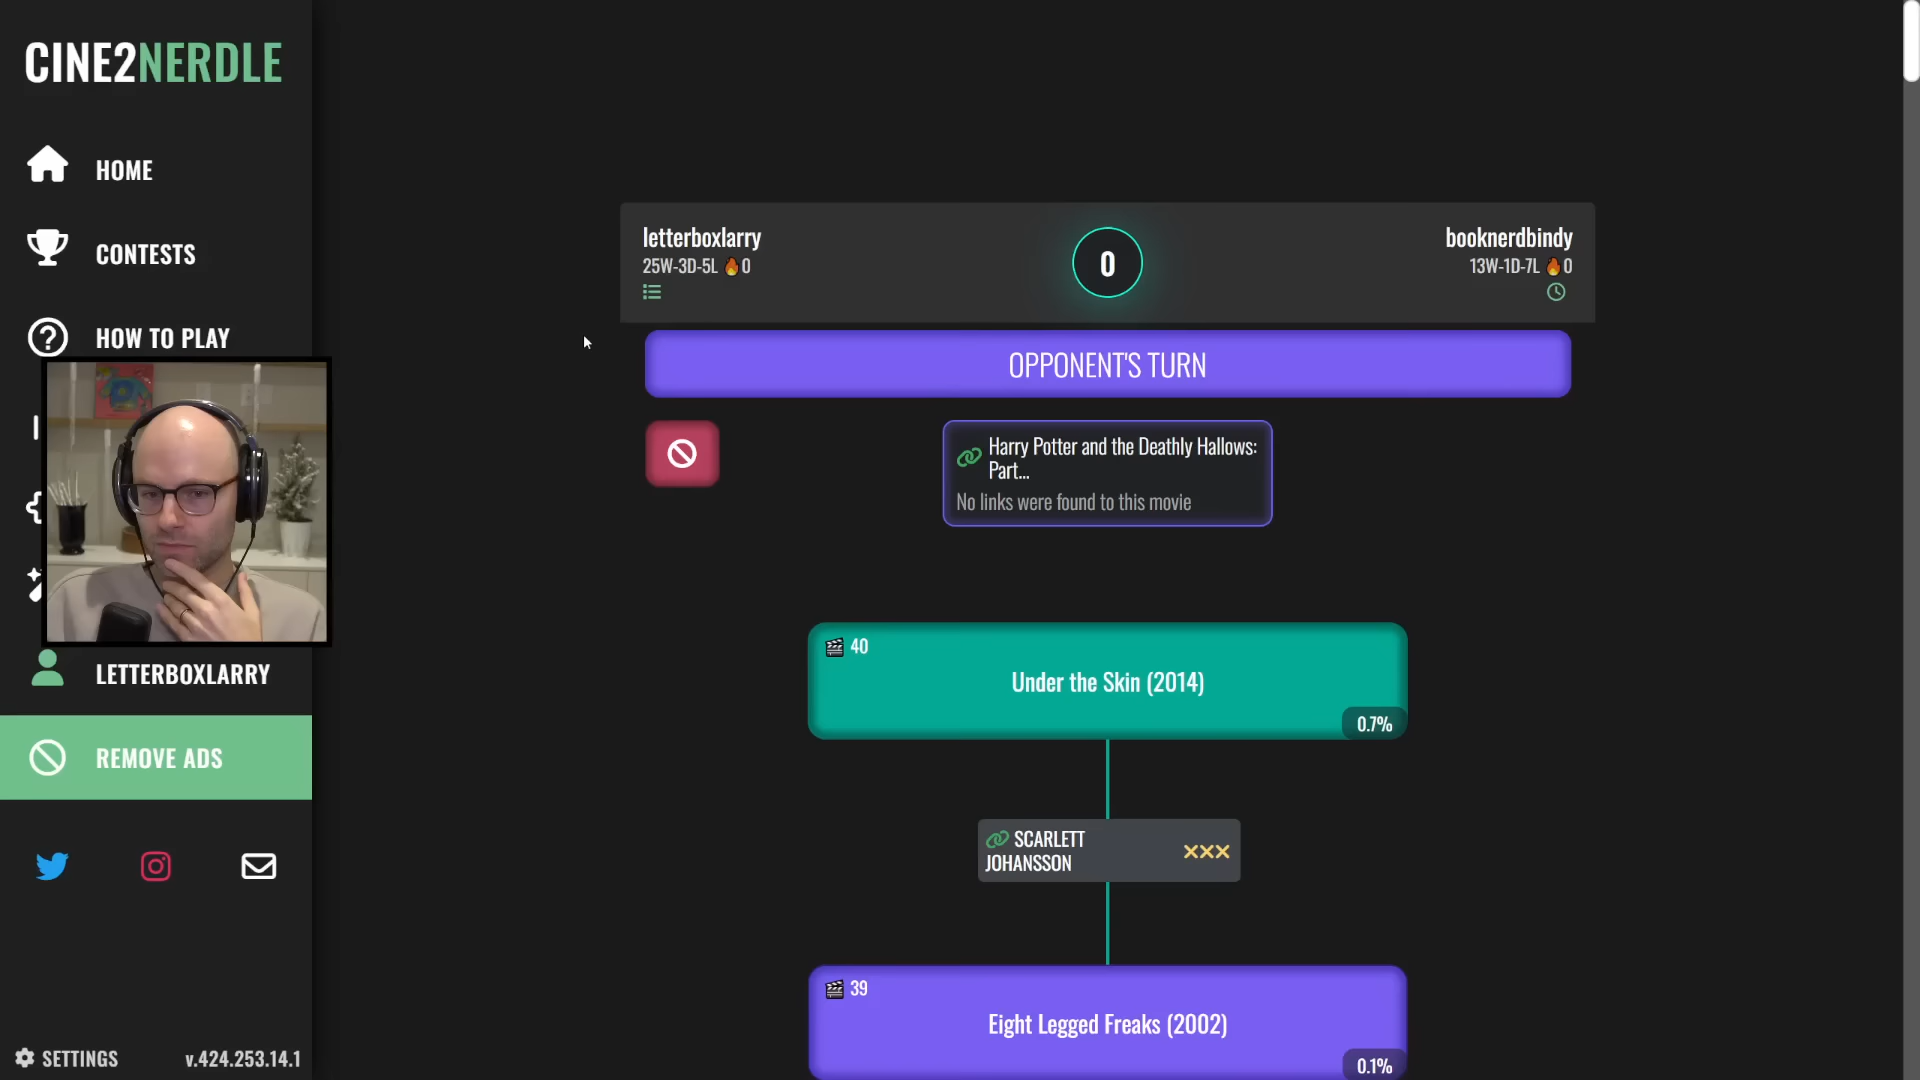 CINE2NERDLE
HOME
CONTESTS
HOW TO PLAY
LETTERBOXLARRY
REMOVE ADS
SETTINGS
v.424.253.14.1
letterboxlarry
25W-3D-5L 🔥0
0
booknerdbindy
13W-1D-7L 🔥0
OPPONENT'S TURN
Harry Potter and the Deathly Hallows:
Part...
No links were found to this movie
40
Under the Skin (2014)
0.7%
SCARLETT
JOHANSSON
XXX
39
Eight Legged Freaks (2002)
0.1%